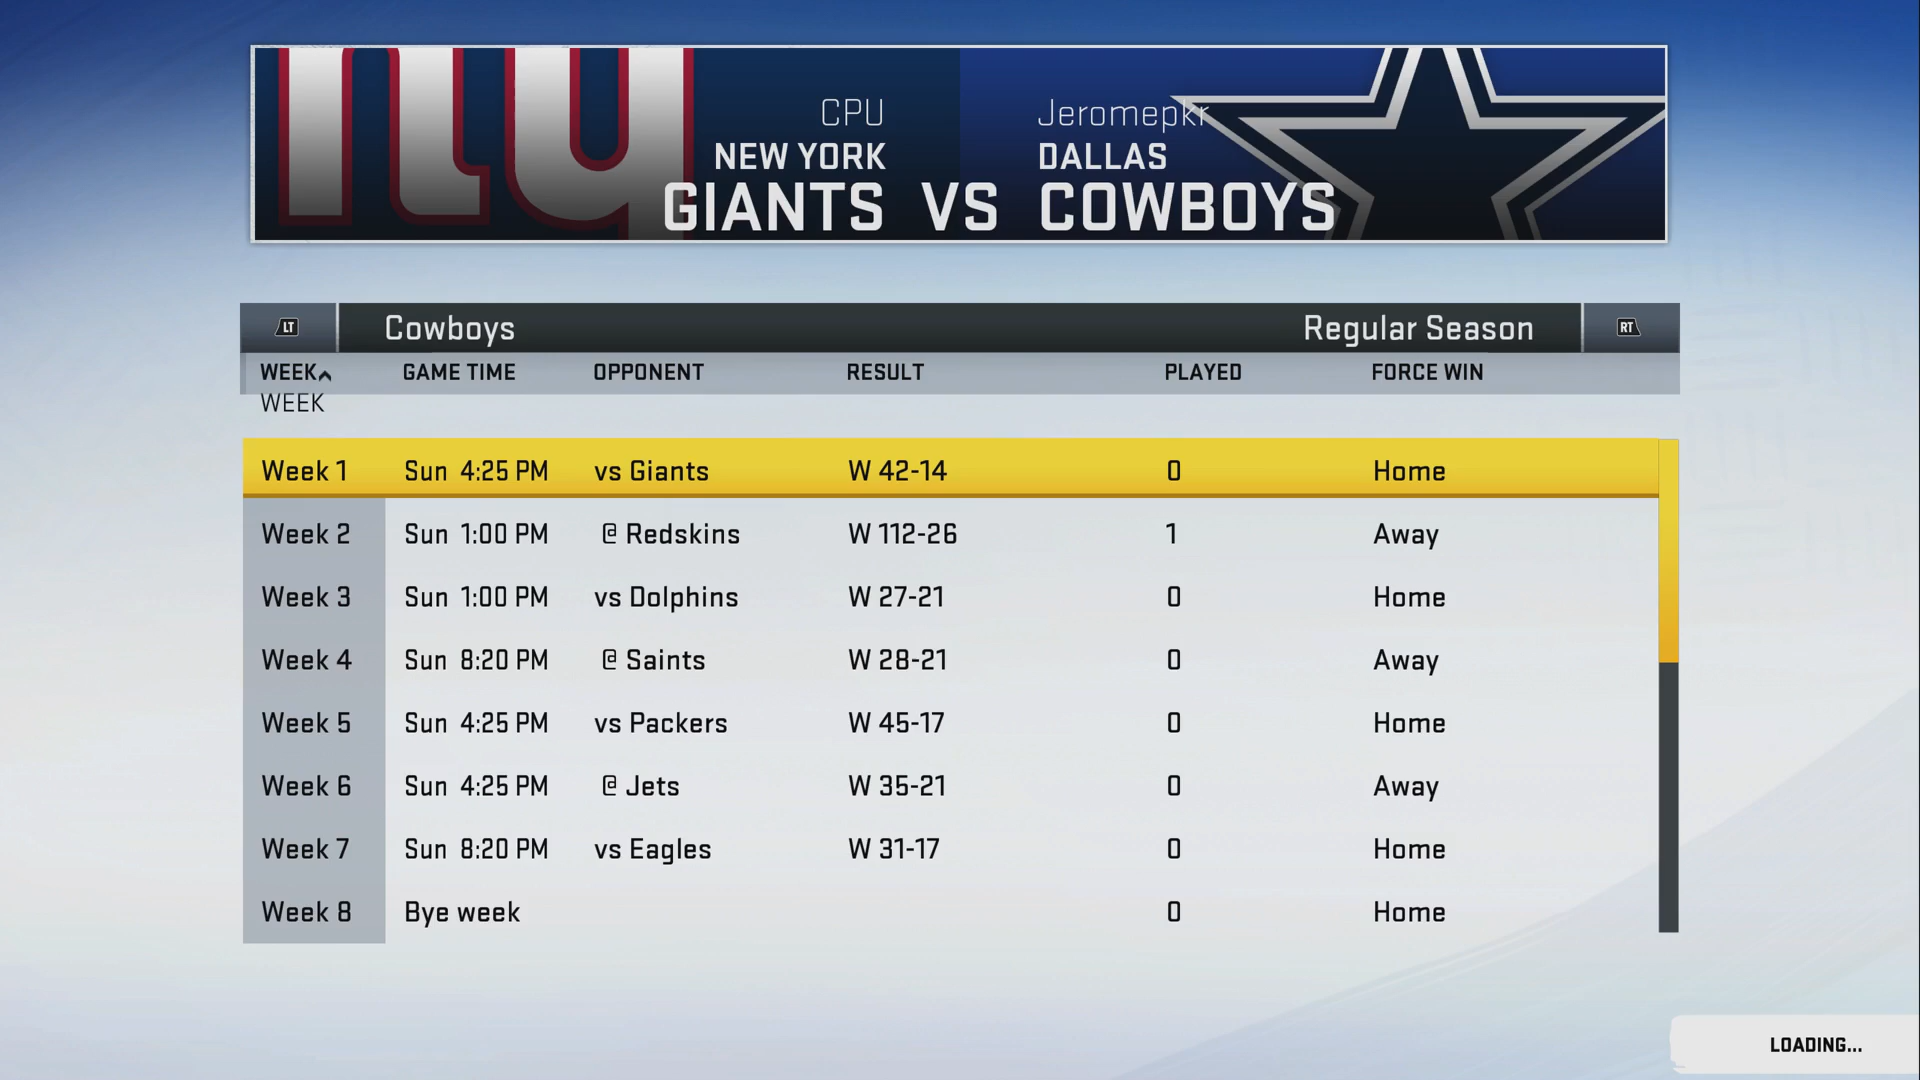 ny
CPU
NEW YORK
GIANTS VS COWBOYS
Jeromepkr
DALLAS
LT Cowboys Regular Season RT
WEEK GAME TIME OPPONENT RESULT PLAYED FORCE WIN
WEEK
Week 1 Sun 4:25 PM vs Giants W 42-14 0 Home
Week 2 Sun 1:00 PM @ Redskins W 112-26 1 Away
Week 3 Sun 1:00 PM vs Dolphins W 27-21 0 Home
Week 4 Sun 8:20 PM @ Saints W 28-21 0 Away
Week 5 Sun 4:25 PM vs Packers W 45-17 0 Home
Week 6 Sun 4:25 PM @ Jets W 35-21 0 Away
Week 7 Sun 8:20 PM vs Eagles W 31-17 0 Home
Week 8 Bye week 0 Home
LOADING...